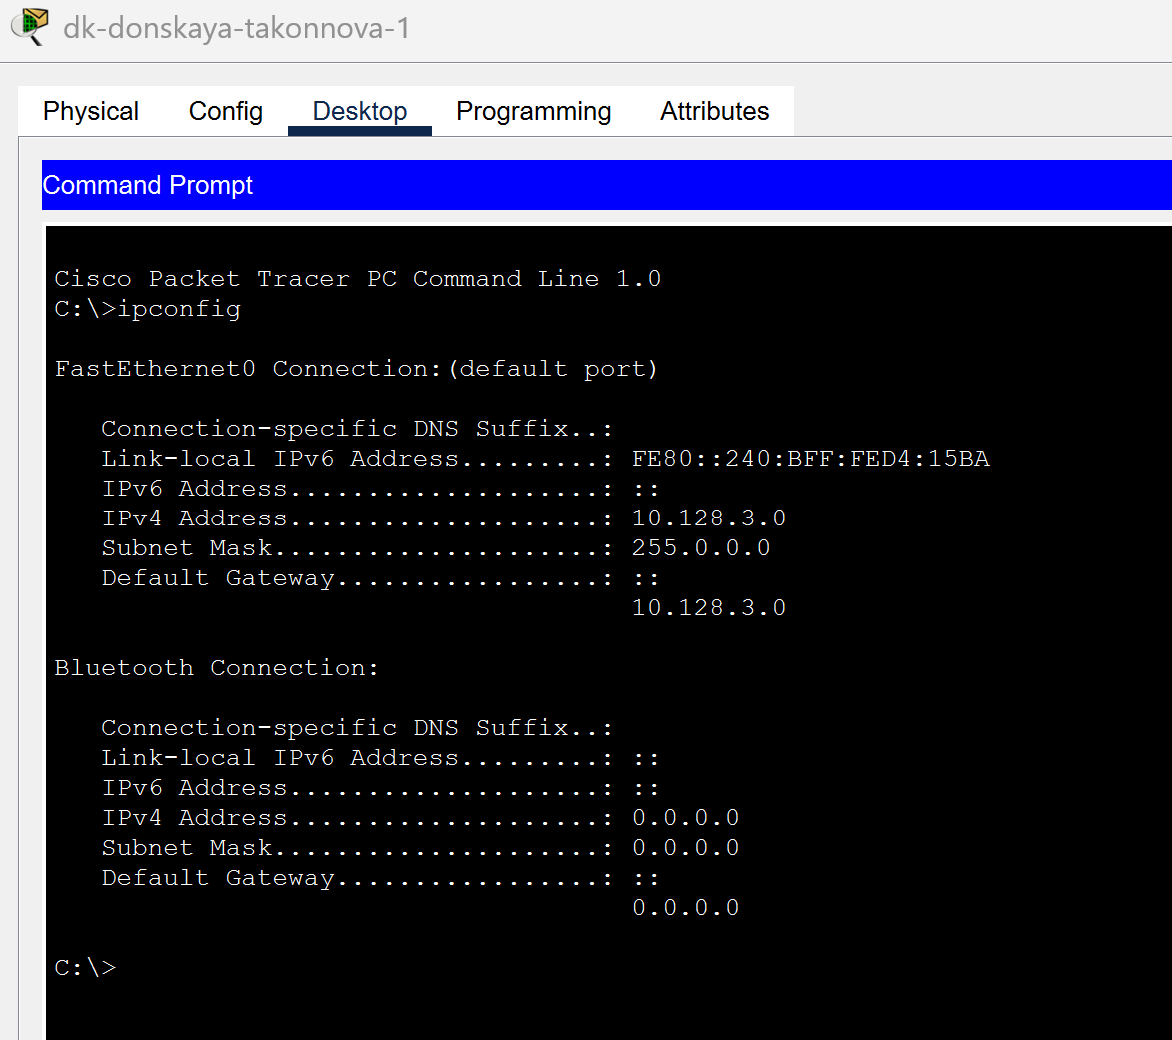 dk-donskaya-takonnova-1
Physical Config Desktop Programming Attributes
Command Prompt
Cisco Packet Tracer PC Command Line 1.0
C:\>ipconfig
FastEthernet0 Connection:(default port)
Connection-specific DNS Suffix..:
Link-local IPv6 Address.........: FE80::240:BFF:FED4:15BA
IPv6 Address....................: ::
IPv4 Address....................: 10.128.3.0
Subnet Mask.....................: 255.0.0.0
Default Gateway.................: ::
10.128.3.0
Bluetooth Connection:
Connection-specific DNS Suffix..:
Link-local IPv6 Address.........: ::
IPv6 Address....................: ::
IPv4 Address....................: 0.0.0.0
Subnet Mask.....................: 0.0.0.0
Default Gateway.................: ::
0.0.0.0
C:\>